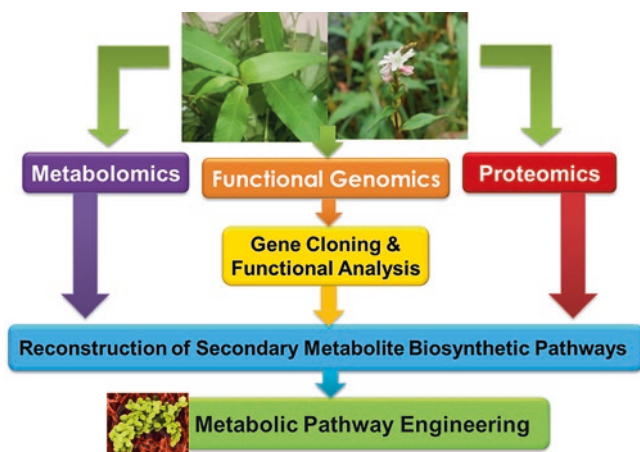 Metabolomics
Functional Genomics
Proteomics
Gene Cloning &
Functional Analysis
Reconstruction of Secondary Metabolite Biosynthetic Pathways
Metabolic Pathway Engineering